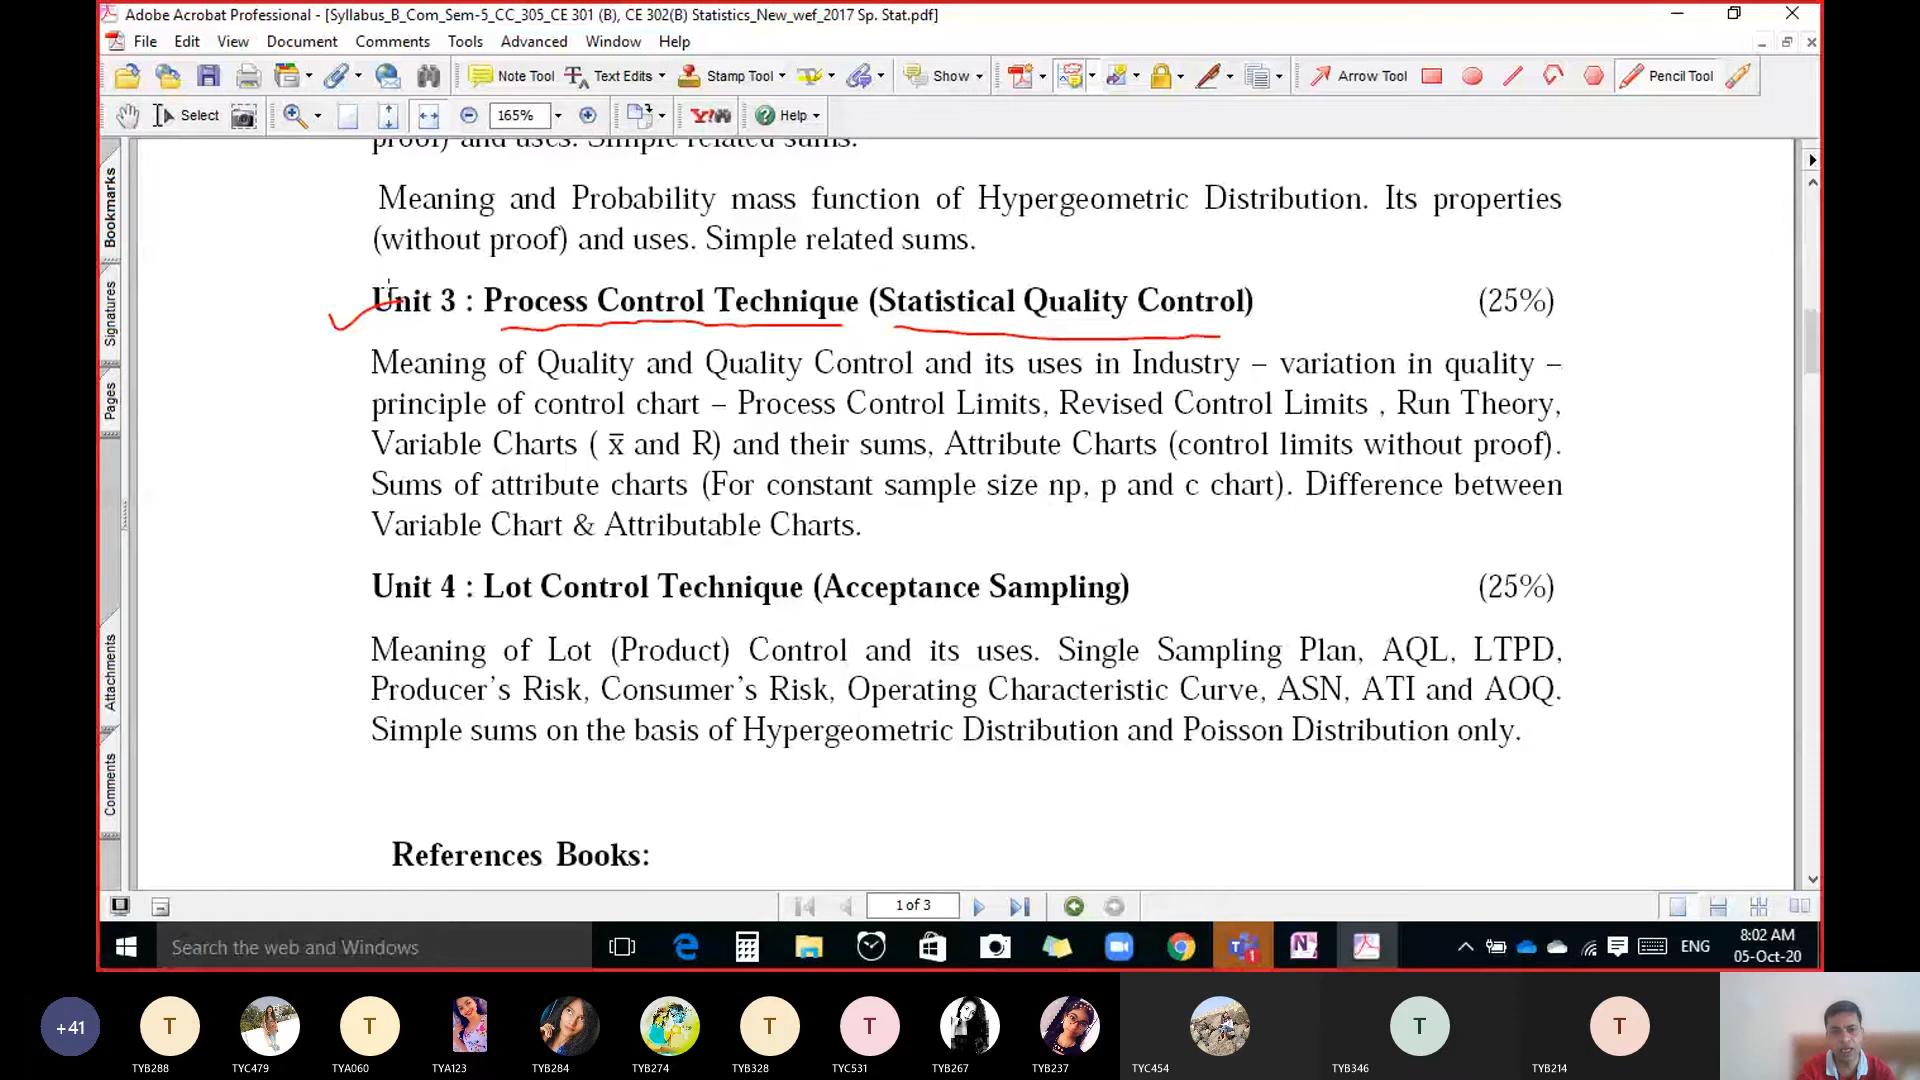 Adobe Acrobat Professional - [Syllabus_B_Com_Sem-5_CC_305_CE 301 (B), CE 302(B) Statistics_New_wef_2017 Sp. Stat.pdf]
File Edit View Document Comments Tools Advanced Window Help
Note Tool Text Edits Stamp Tool Show Arrow Tool Pencil Tool
Select 165% Y! Help
Bookmarks
Signatures
Pages
Attachments
Comments
proof) and uses. Simple related sums.
Meaning and Probability mass function of Hypergeometric Distribution. Its properties
(without proof) and uses. Simple related sums.
Unit 3 : Process Control Technique (Statistical Quality Control) (25%)
Meaning of Quality and Quality Control and its uses in Industry – variation in quality –
principle of control chart – Process Control Limits, Revised Control Limits , Run Theory,
Variable Charts ( x̅ and R) and their sums, Attribute Charts (control limits without proof).
Sums of attribute charts (For constant sample size np, p and c chart). Difference between
Variable Chart & Attributable Charts.
Unit 4 : Lot Control Technique (Acceptance Sampling) (25%)
Meaning of Lot (Product) Control and its uses. Single Sampling Plan, AQL, LTPD,
Producer's Risk, Consumer's Risk, Operating Characteristic Curve, ASN, ATI and AOQ.
Simple sums on the basis of Hypergeometric Distribution and Poisson Distribution only.
References Books:
1 of 3
Search the web and Windows
1
ENG
8:02 AM
05-Oct-20
+41 T T T T T T
TYB288 TYC479 TYA060 TYA123 TYB284 TYB274 TYB328 TYC531 TYB267 TYB237 TYC454 TYB346 TYB214